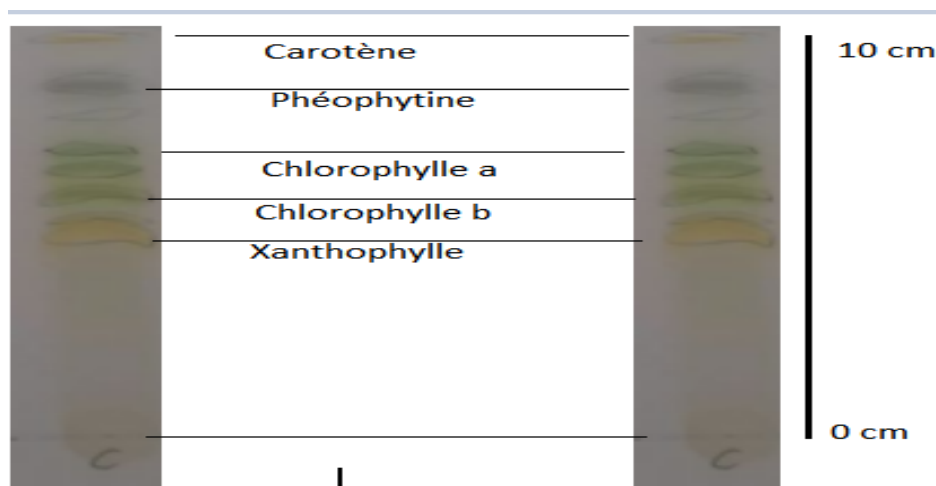 Carotène
10 cm
Phéophytine
Chlorophylle a
Chlorophylle b
Xanthophylle
0 cm
C C